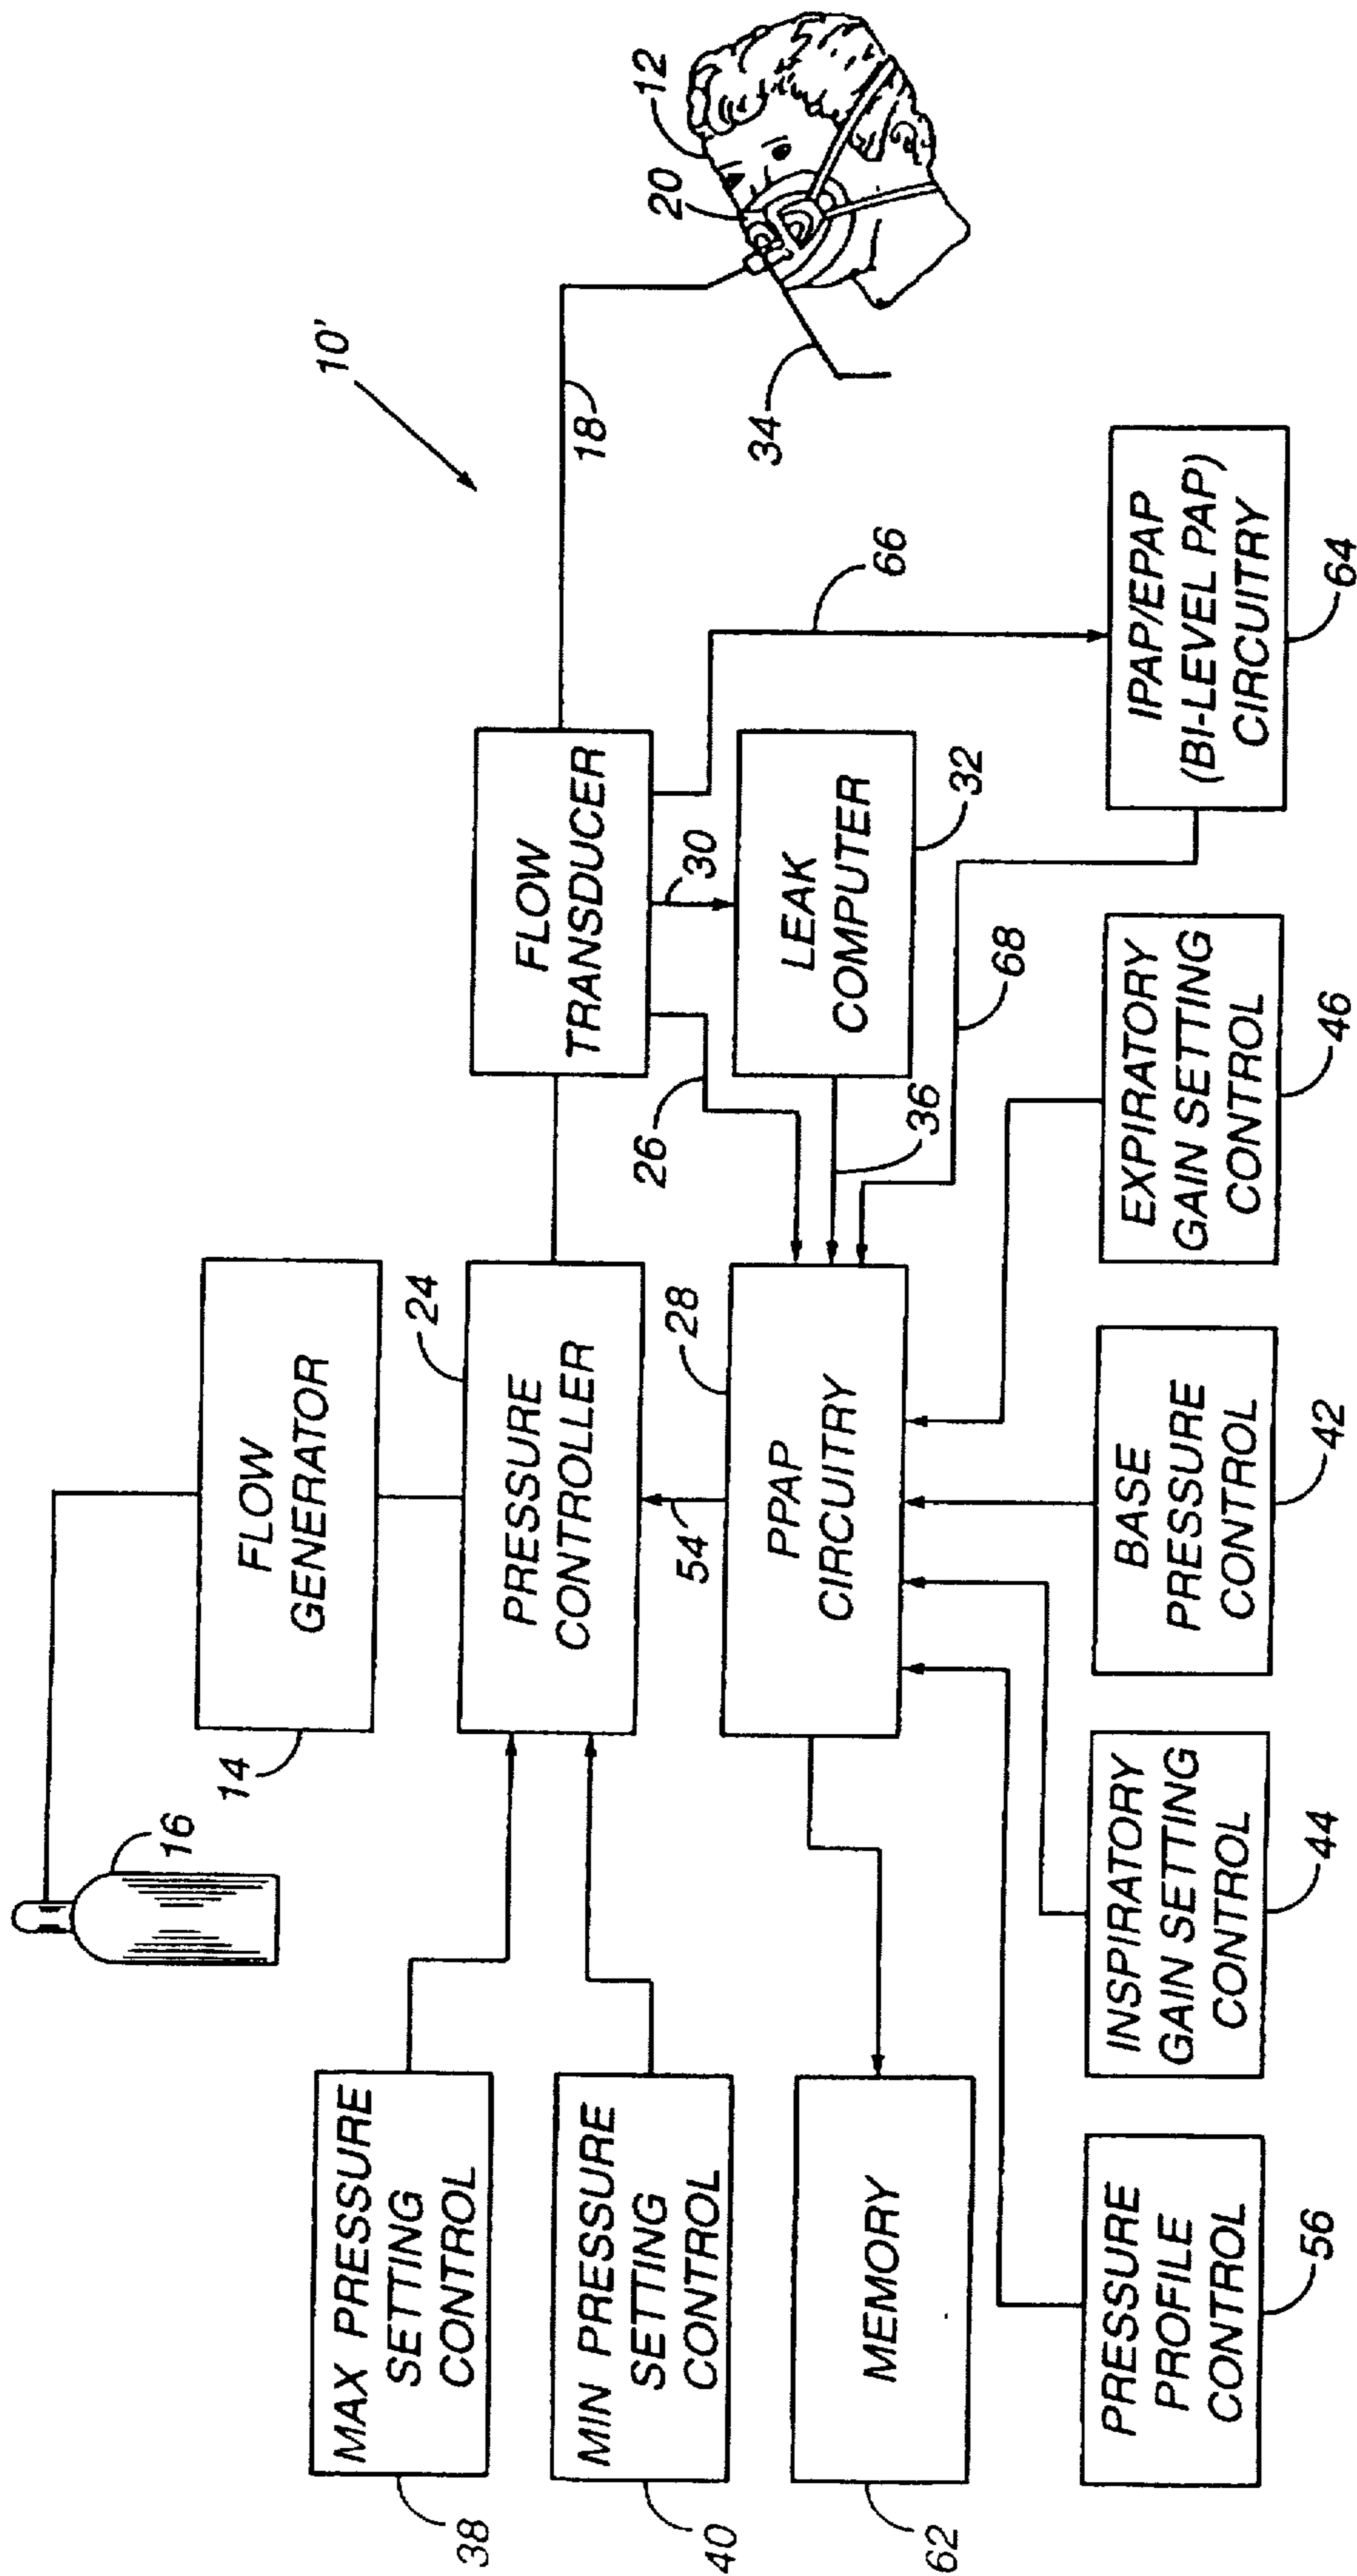 10'
16
14
FLOW
GENERATOR
12
20
18
34
MAX PRESSURE
SETTING
CONTROL
38
24
PRESSURE
CONTROLLER
FLOW
TRANSDUCER
MIN PRESSURE
SETTING
CONTROL
40
54
28
26
30
66
PPAP
CIRCUITRY
LEAK
COMPUTER
32
36
68
MEMORY
62
PRESSURE
PROFILE
CONTROL
56
INSPIRATORY
GAIN SETTING
CONTROL
44
BASE
PRESSURE
CONTROL
42
EXPIRATORY
GAIN SETTING
CONTROL
46
IPAP/EPAP
(BI-LEVEL PAP)
CIRCUITRY
64